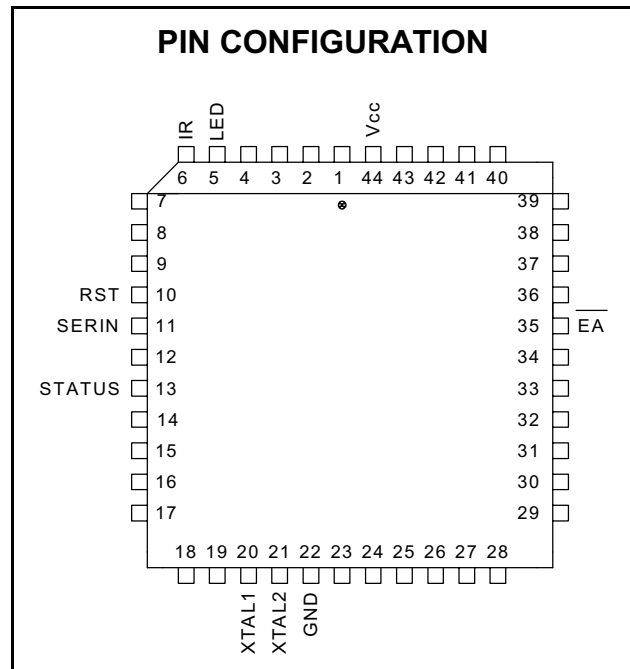 PIN CONFIGURATION
IR
LED
Vcc
6 5 4 3 2 1 44 43 42 41 40
7 39
8 38
9 37
RST 10 36
SERIN 11 35 E̅A̅
12 34
STATUS 13 33
14 32
15 31
16 30
17 29
18 19 20 21 22 23 24 25 26 27 28
XTAL1
XTAL2
GND